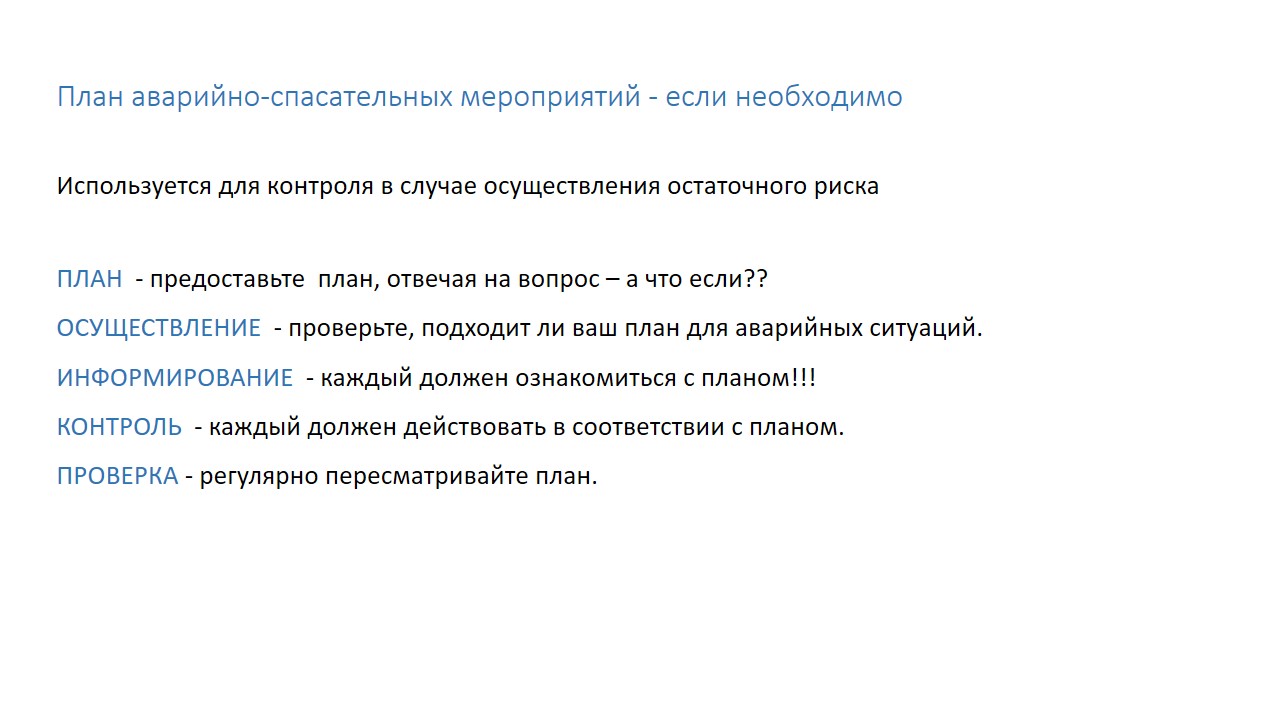 План аварийно-спасательных мероприятий - если необходимо
Используется для контроля в случае осуществления остаточного риска
ПЛАН  - предоставьте  план, отвечая на вопрос – а что если??
ОСУЩЕСТВЛЕНИЕ  - проверьте, подходит ли ваш план для аварийных ситуаций.
ИНФОРМИРОВАНИЕ  - каждый должен ознакомиться с планом!!!
КОНТРОЛЬ  - каждый должен действовать в соответствии с планом.
ПРОВЕРКА - регулярно пересматривайте план.